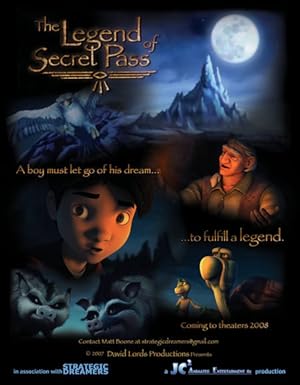 The Legend of
Secret Pass
A boy must let go of his dream...
...to fulfill a legend.
Coming to theaters 2008
Contact Matt Boone at strategicdreamers@gmail.com
© 2007 David Lords Productions Presents
in association with STRATEGIC DREAMERS
a JC Animated Entertainment production